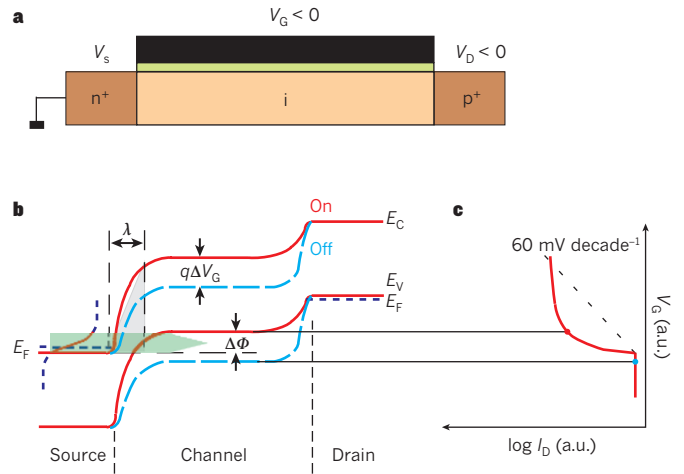 a
V_G < 0
V_s
V_D < 0
n⁺
i
p⁺
b
λ
On
E_C
Off
qΔV_G
E_V
E_F
E_F
ΔΦ
Source
Channel
Drain
c
60 mV decade⁻¹
V_G (a.u.)
log I_D (a.u.)